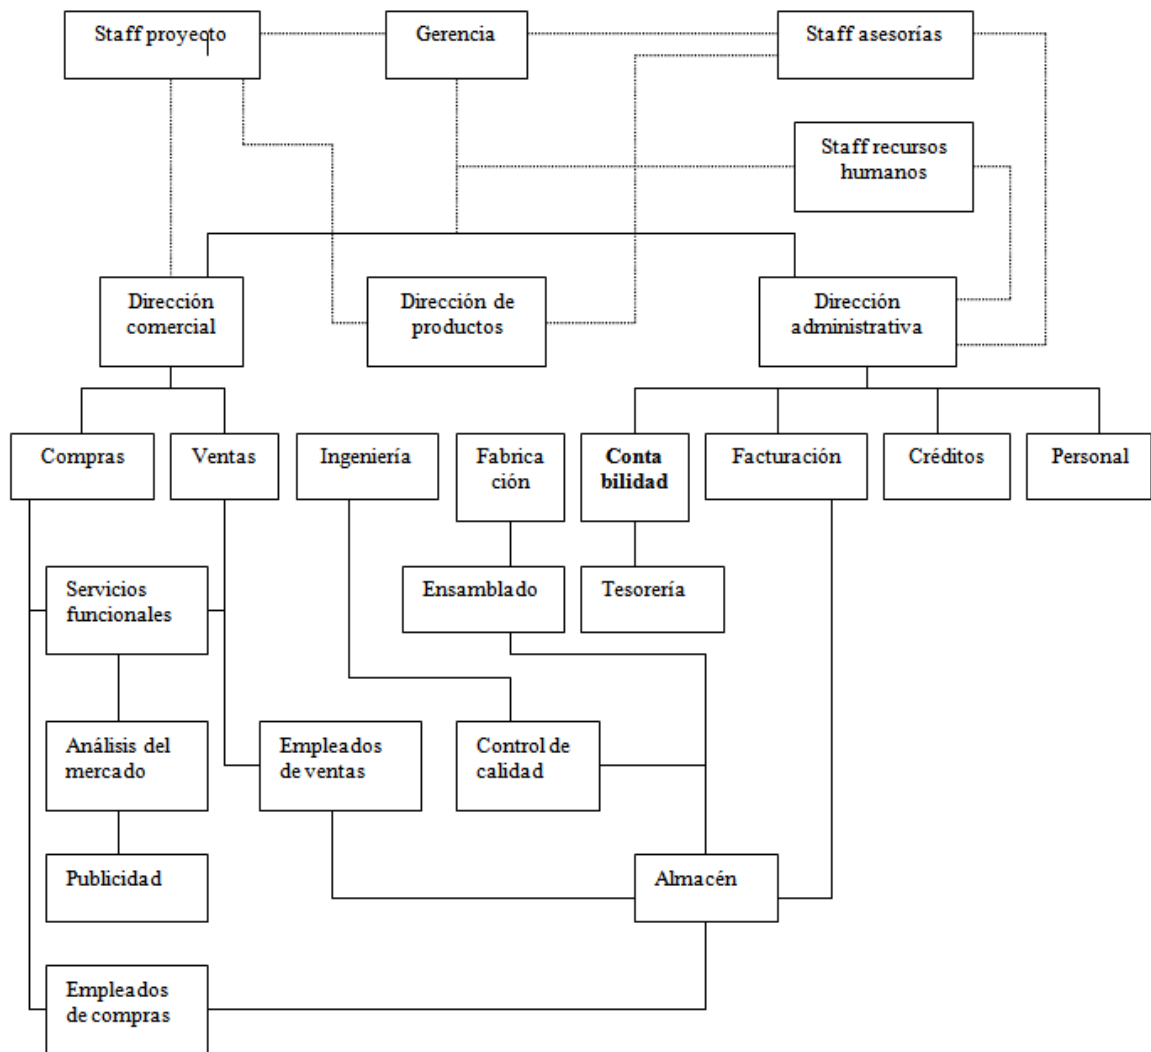 Staff proyecto
Gerencia
Staff asesorías
Staff recursos
humanos
Dirección
comercial
Dirección de
productos
Dirección
administrativa
Compras
Ventas
Ingeniería
Fabrica
ción
Conta
bilidad
Facturación
Créditos
Personal
Servicios
funcionales
Ensamblado
Tesorería
Análisis del
mercado
Empleados
de ventas
Control de
calidad
Publicidad
Almacén
Empleados
de compras